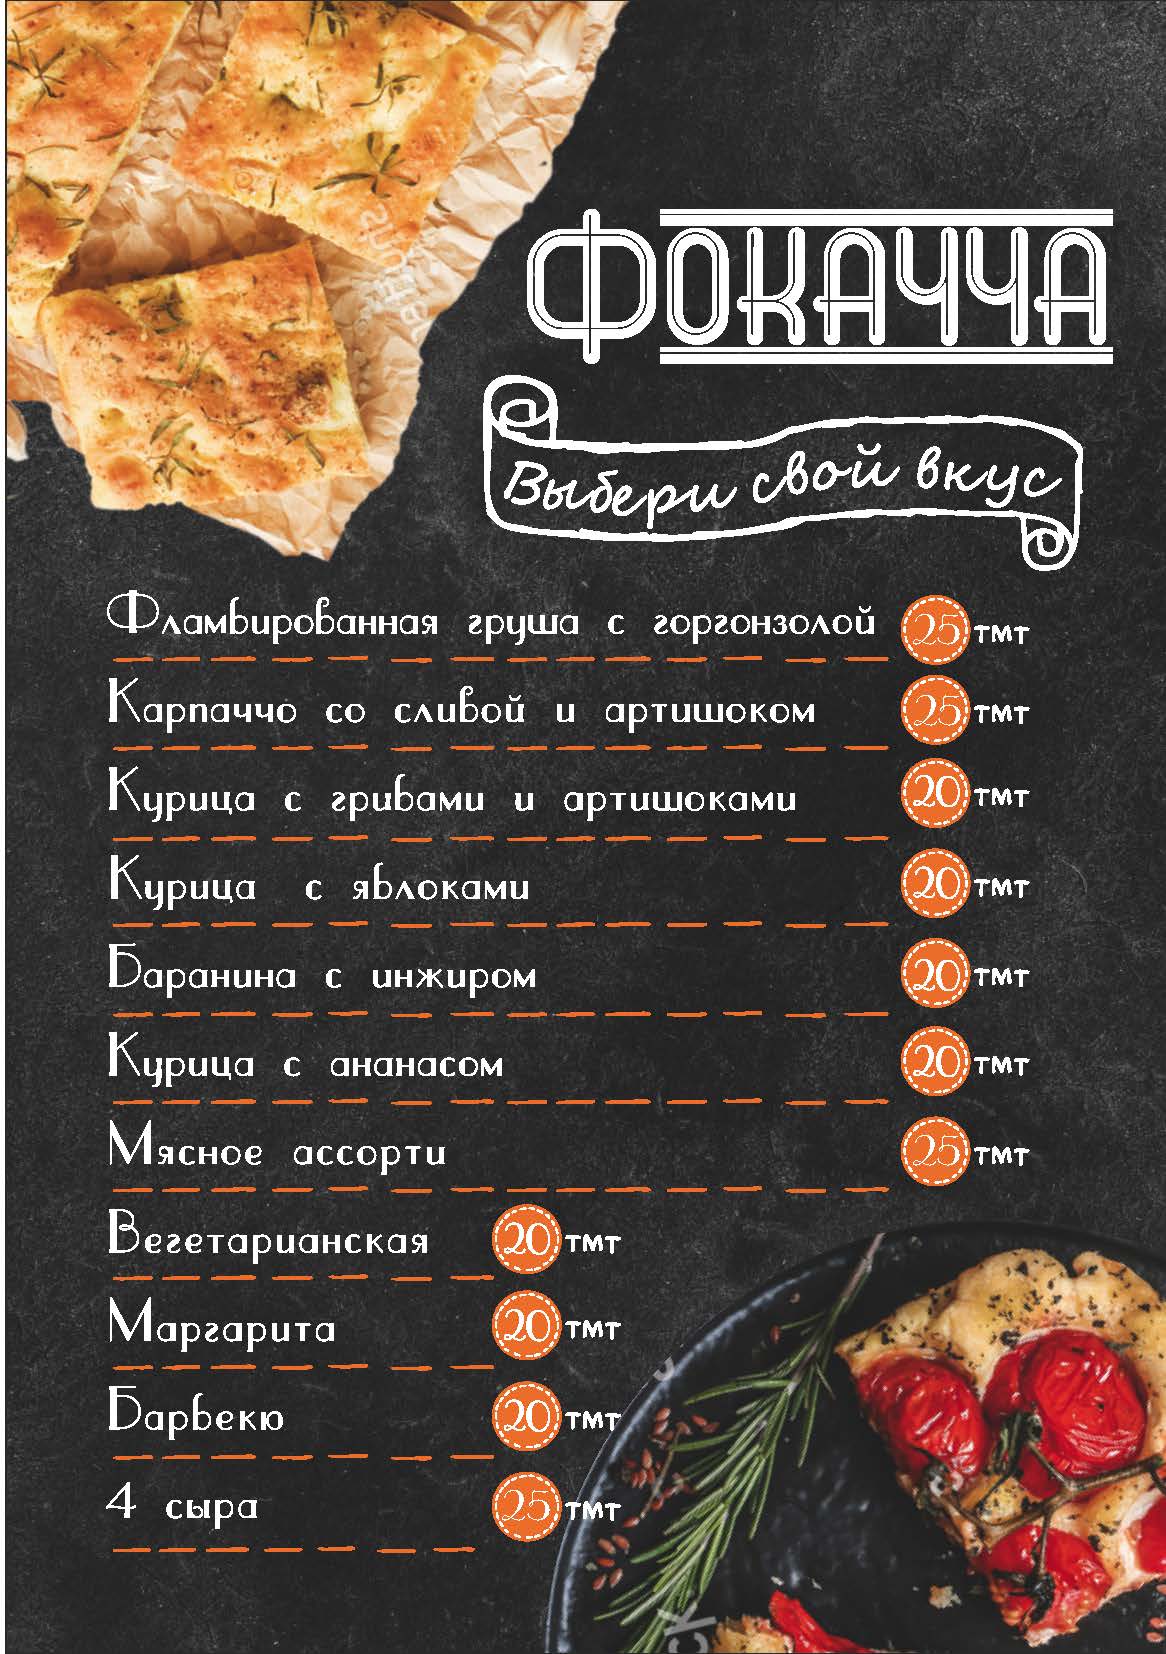 ФОКАЧЧА
Выбери свой вкус
Фламбированная груша с горгонзолой 25 тмт
Карпаччо со сливой и артишоком 25 тмт
Курица с грибами и артишоками 20 тмт
Курица с яблоками 20 тмт
Баранина с инжиром 20 тмт
Курица с ананасом 20 тмт
Мясное ассорти 25 тмт
Вегетарианская 20 тмт
Маргарита 20 тмт
Барбекю 20 тмт
4 сыра 25 тмт